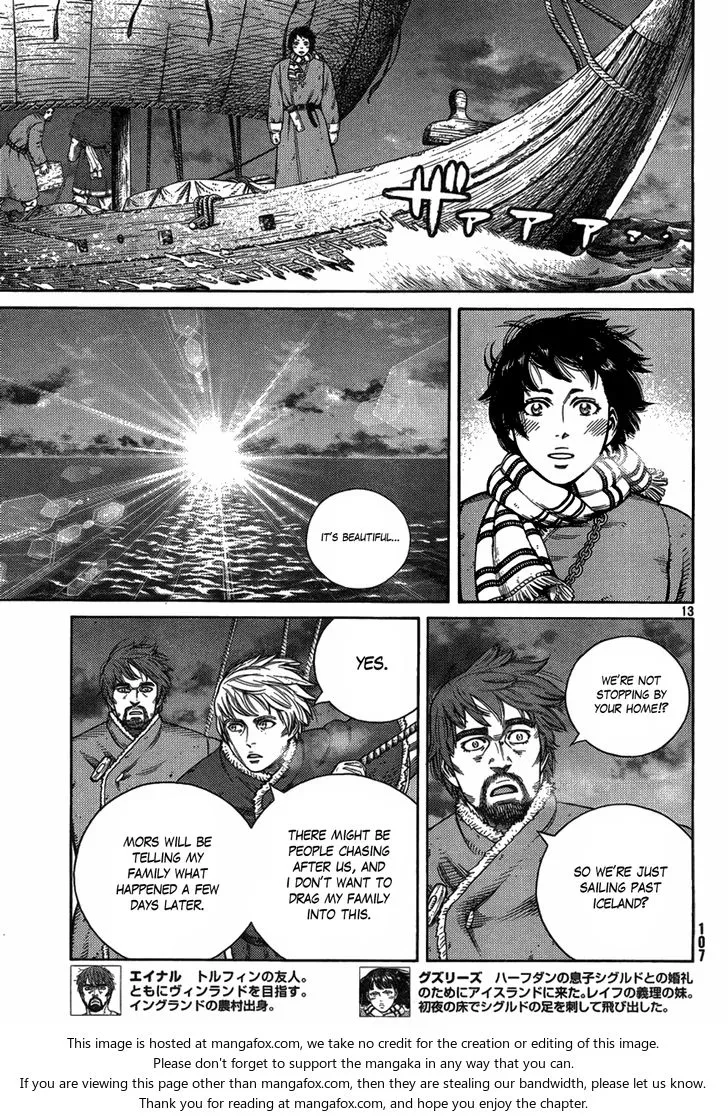 ザァァァ...
IT'S BEAUTIFUL...
13
WE'RE NOT
STOPPING BY
YOUR HOME!?
SO WE'RE JUST
SAILING PAST
ICELAND?
YES.
THERE MIGHT BE
PEOPLE CHASING
AFTER US, AND
I DON'T WANT TO
DRAG MY FAMILY
INTO THIS.
MORS WILL BE
TELLING MY
FAMILY WHAT
HAPPENED A FEW
DAYS LATER.
107
エイナル　トルフィンの友人。
ともにヴィンランドを目指す。
イングランドの農村出身。
グズリーズ　ハーフダンの息子シグルドとの婚礼
のためにアイスランドに来た。レイフの義理の妹。
初夜の床でシグルドの足を刺して飛び出した。
This image is hosted at mangafox.com, we take no credit for the creation or editing of this image.
Please don't forget to support the mangaka in any way that you can.
If you are viewing this page other than mangafox.com, then they are stealing our bandwidth, please let us know.
Thank you for reading at mangafox.com, and hope you enjoy the chapter.